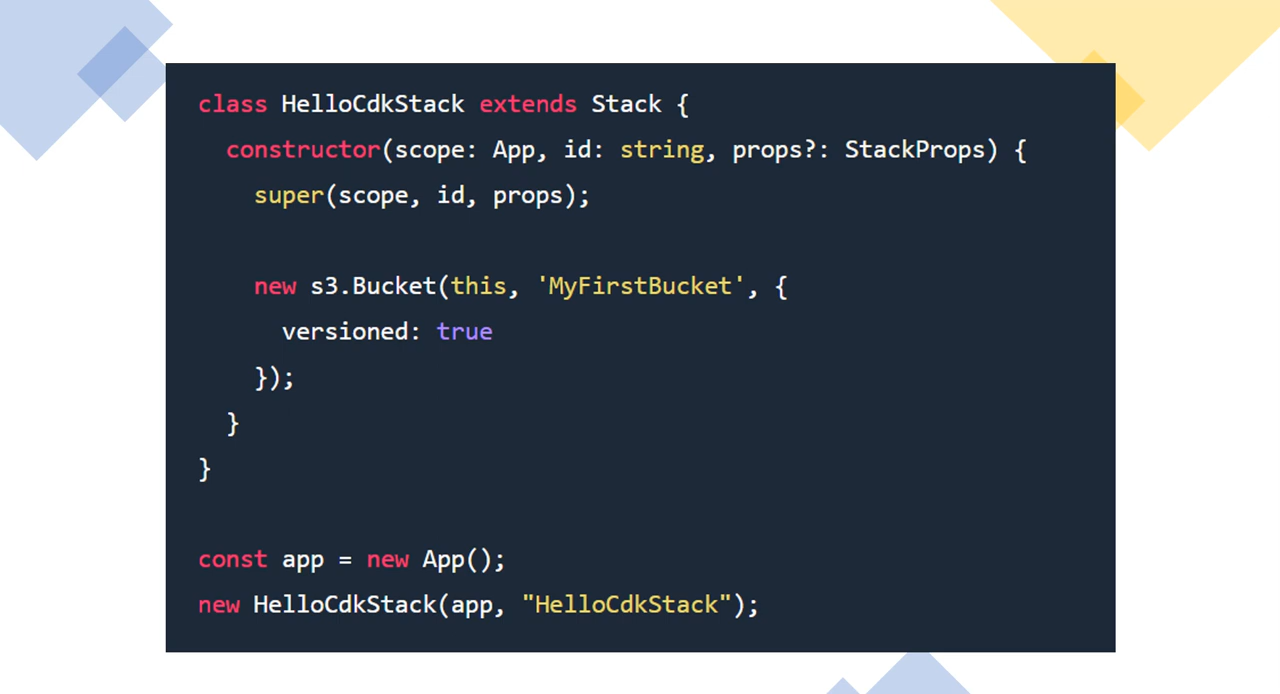 class HelloCdkStack extends Stack {
  constructor(scope: App, id: string, props?: StackProps) {
    super(scope, id, props);

    new s3.Bucket(this, 'MyFirstBucket', {
      versioned: true
    });
  }
}

const app = new App();
new HelloCdkStack(app, "HelloCdkStack");